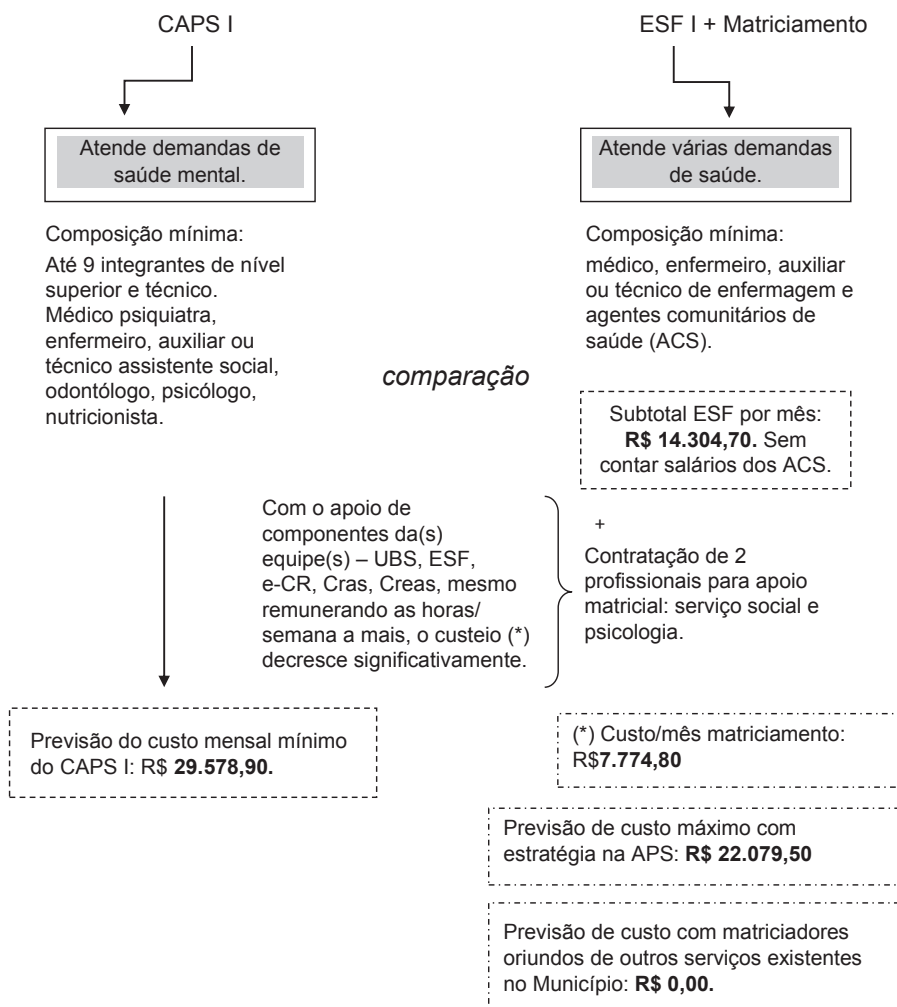 CAPS I
Atende demandas de
saúde mental.
Composição mínima:
Até 9 integrantes de nível
superior e técnico.
Médico psiquiatra,
enfermeiro, auxiliar ou
técnico assistente social,
odontólogo, psicólogo,
nutricionista.
comparação
ESF I + Matriciamento
Atende várias demandas
de saúde.
Composição mínima:
médico, enfermeiro, auxiliar
ou técnico de enfermagem e
agentes comunitários de
saúde (ACS).
Subtotal ESF por mês:
R$ 14.304,70. Sem
contar salários dos ACS.
Com o apoio de
componentes da(s)
equipe(s) – UBS, ESF,
e-CR, Cras, Creas, mesmo
remunerando as horas/
semana a mais, o custeio (*)
decresce significativamente.
+
Contratação de 2
profissionais para apoio
matricial: serviço social e
psicologia.
Previsão do custo mensal mínimo
do CAPS I: R$ 29.578,90.
(*) Custo/mês matriciamento:
R$7.774,80
Previsão de custo máximo com
estratégia na APS: R$ 22.079,50
Previsão de custo com matriciadores
oriundos de outros serviços existentes
no Município: R$ 0,00.